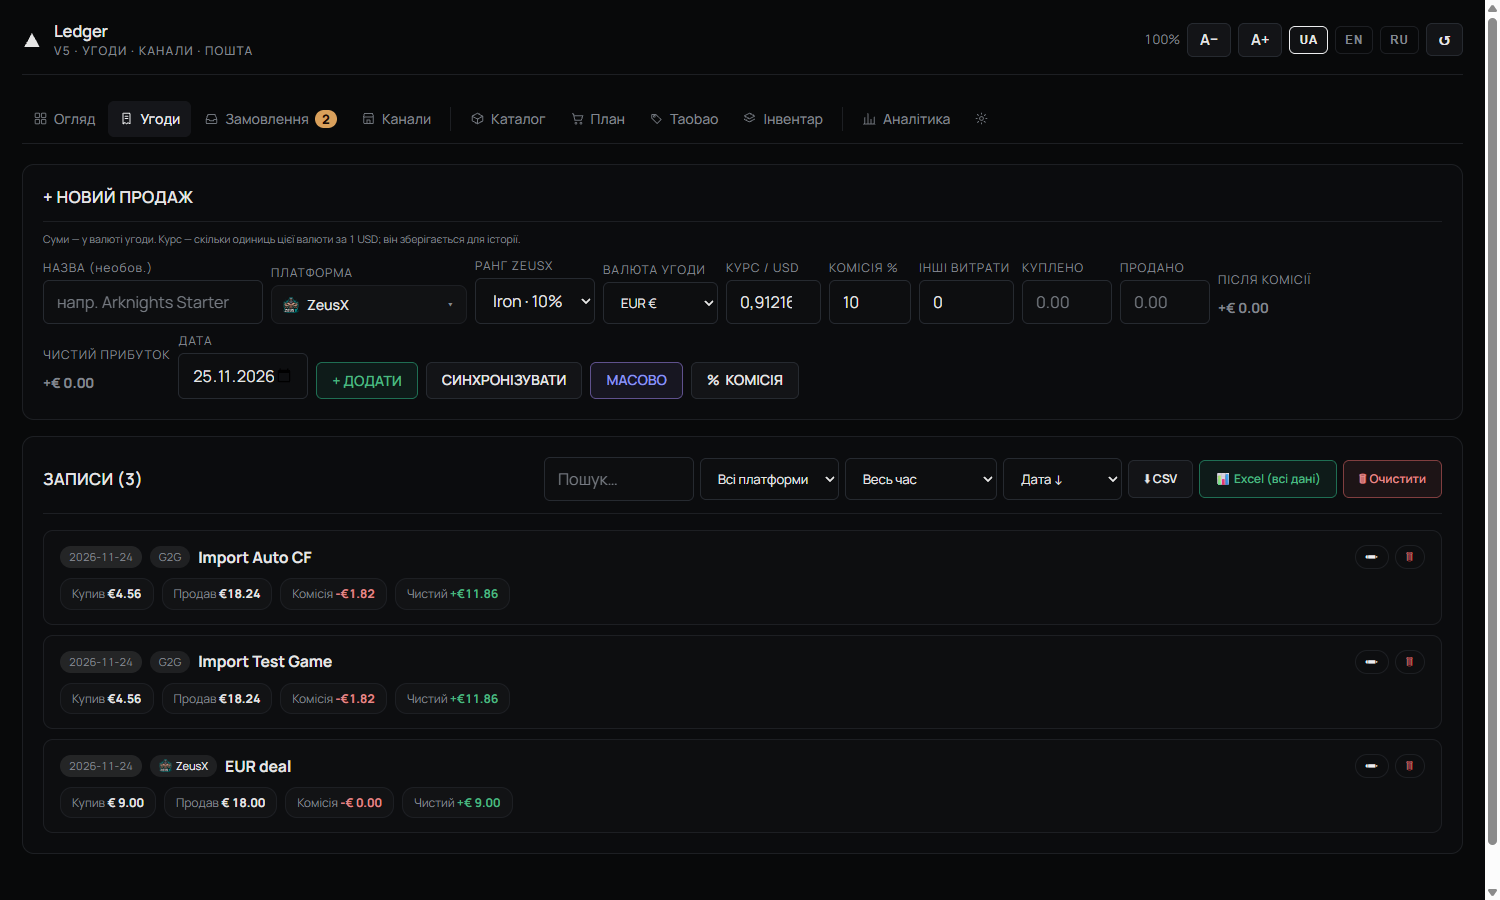 Ledger
V5 · УГОДИ · КАНАЛИ · ПОШТА
100% A− A+ UA EN RU ↺
Огляд Угоди Замовлення 2 Канали Каталог План Taobao Інвентар Аналітика
+ НОВИЙ ПРОДАЖ
Суми — у валюті угоди. Курс — скільки одиниць цієї валюти за 1 USD; він зберігається для історії.
НАЗВА (необов.) ПЛАТФОРМА РАНГ ZEUSX ВАЛЮТА УГОДИ КУРС / USD КОМІСІЯ % ІНШІ ВИТРАТИ КУПЛЕНО ПРОДАНО ПІСЛЯ КОМІСІЇ
напр. Arknights Starter ZeusX Iron · 10% EUR € 0,91216 10 0 0.00 0.00 +€ 0.00
ЧИСТИЙ ПРИБУТОК ДАТА
+€ 0.00 25.11.2026 + ДОДАТИ СИНХРОНІЗУВАТИ МАСОВО % КОМІСІЯ
ЗАПИСИ (3) Пошук... Всі платформи Весь час Дата ↓ ⬇ CSV Excel (всі дані) Очистити
2026-11-24 G2G Import Auto CF
Купив €4.56 Продав €18.24 Комісія -€1.82 Чистий +€11.86
2026-11-24 G2G Import Test Game
Купив €4.56 Продав €18.24 Комісія -€1.82 Чистий +€11.86
2026-11-24 ZeusX EUR deal
Купив € 9.00 Продав € 18.00 Комісія -€ 0.00 Чистий +€ 9.00